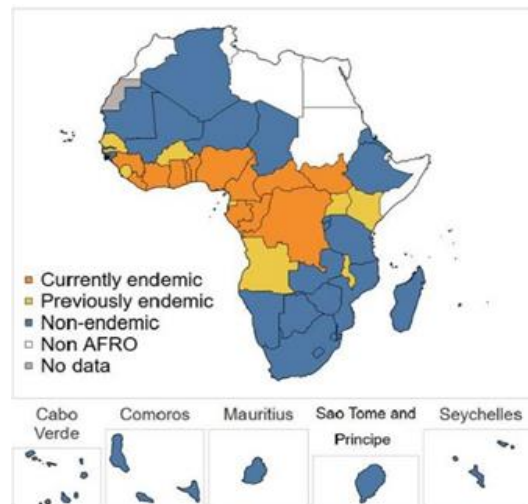 Currently endemic
Previously endemic
Non-endemic
Non AFRO
No data
Cabo
Verde
Comoros
Mauritius
Sao Tome and
Principe
Seychelles